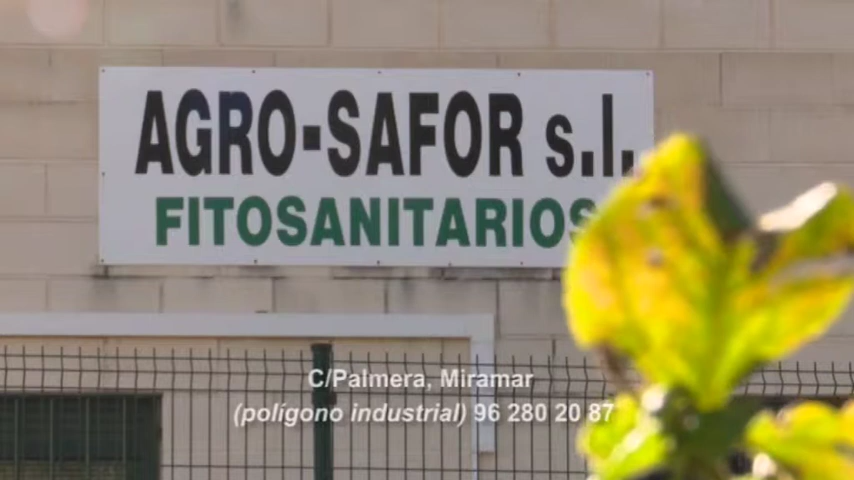 AGRO-SAFOR s.l.
FITOSANITARIOS
C/Palmera, Miramar
(polígono industrial) 96 280 20 87